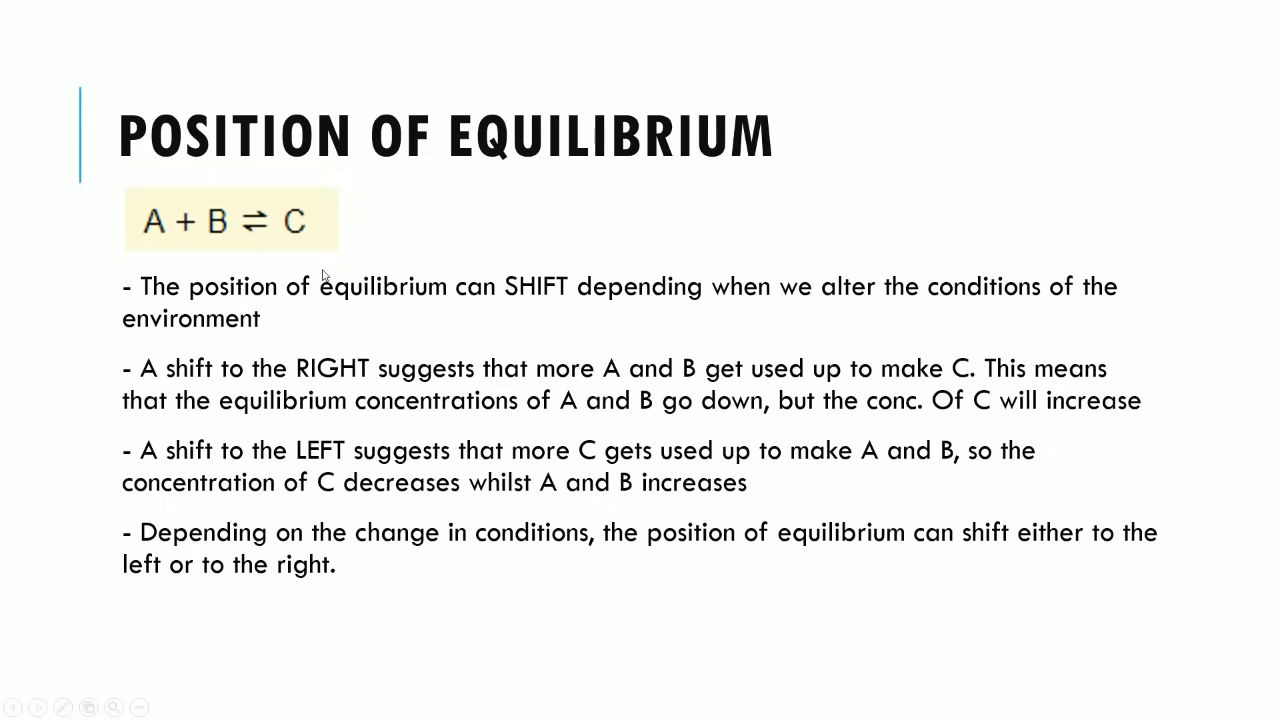 POSITION OF EQUILIBRIUM
A + B ⇌ C
- The position of equilibrium can SHIFT depending when we alter the conditions of the
environment
- A shift to the RIGHT suggests that more A and B get used up to make C. This means
that the equilibrium concentrations of A and B go down, but the conc. Of C will increase
- A shift to the LEFT suggests that more C gets used up to make A and B, so the
concentration of C decreases whilst A and B increases
- Depending on the change in conditions, the position of equilibrium can shift either to the
left or to the right.